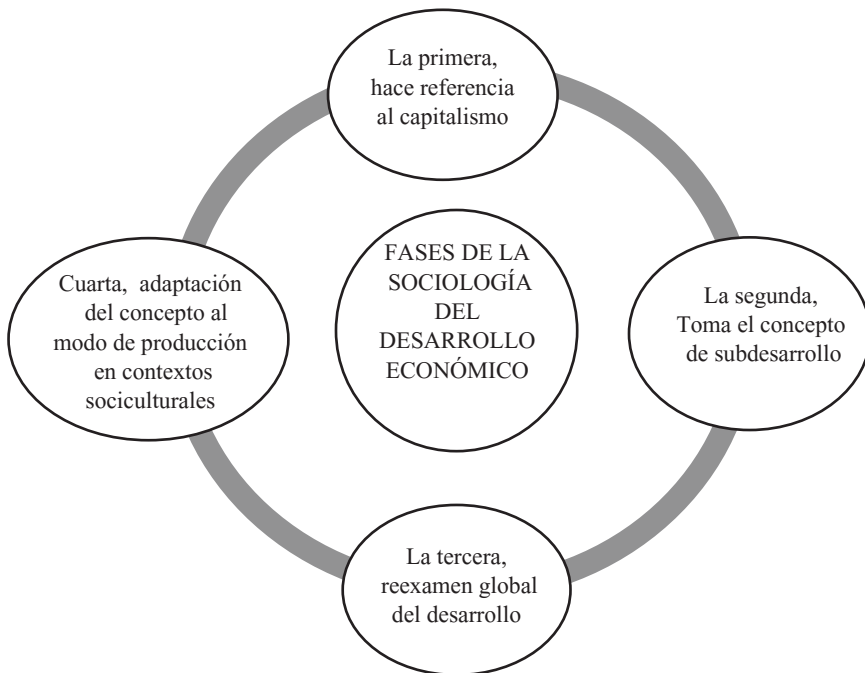 La primera,
hace referencia
al capitalismo
FASES DE LA
SOCIOLOGÍA
DEL
DESARROLLO
ECONÓMICO
La segunda,
Toma el concepto
de subdesarrollo
La tercera,
reexamen global
del desarrollo
Cuarta, adaptación
del concepto al
modo de producción
en contextos
sociculturales